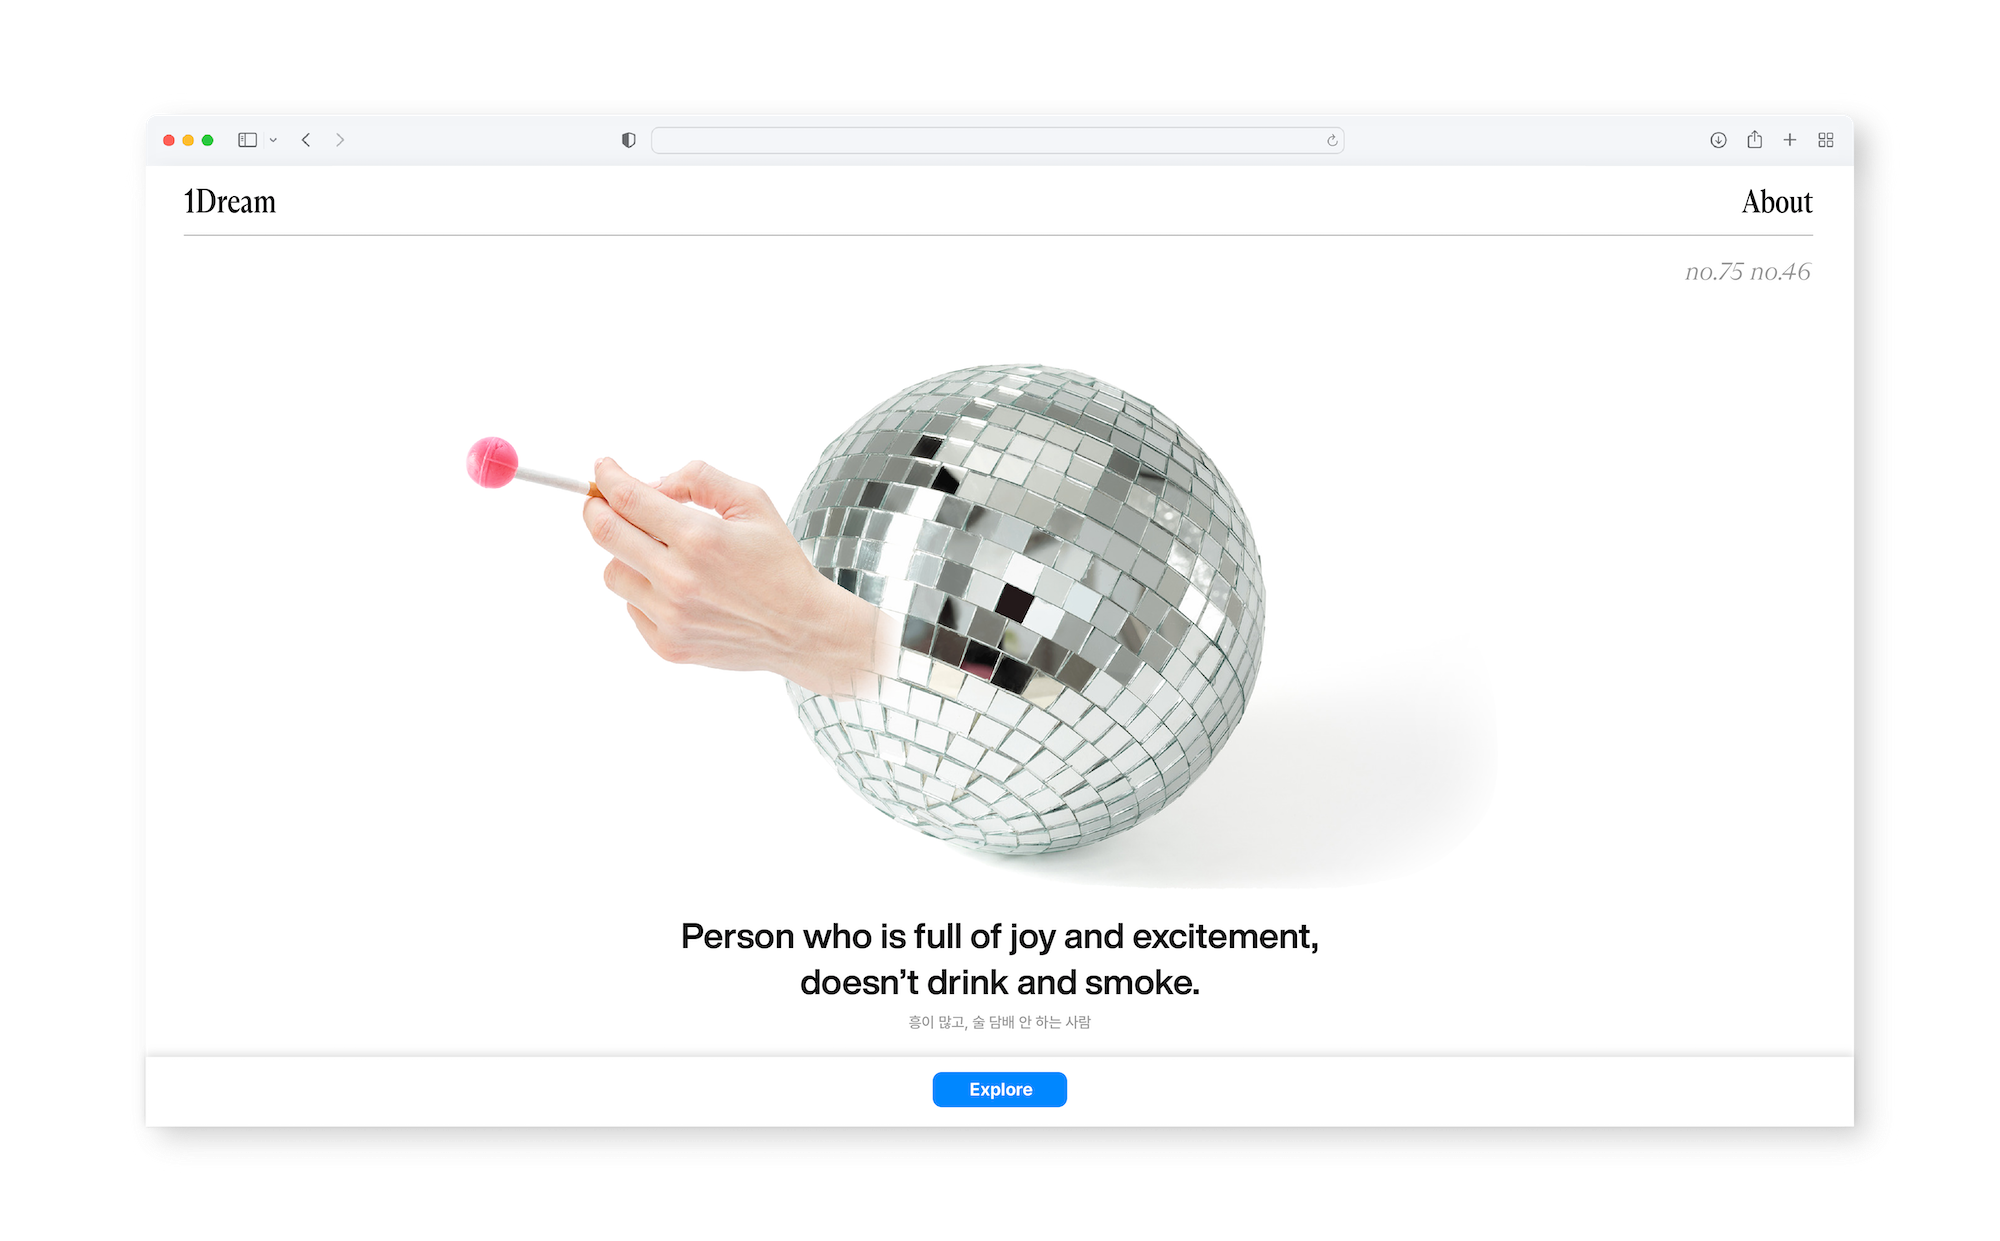 1Dream
About
no.75 no.46
Person who is full of joy and excitement,
doesn’t drink and smoke.
흥이 많고, 술 담배 안 하는 사람
Explore